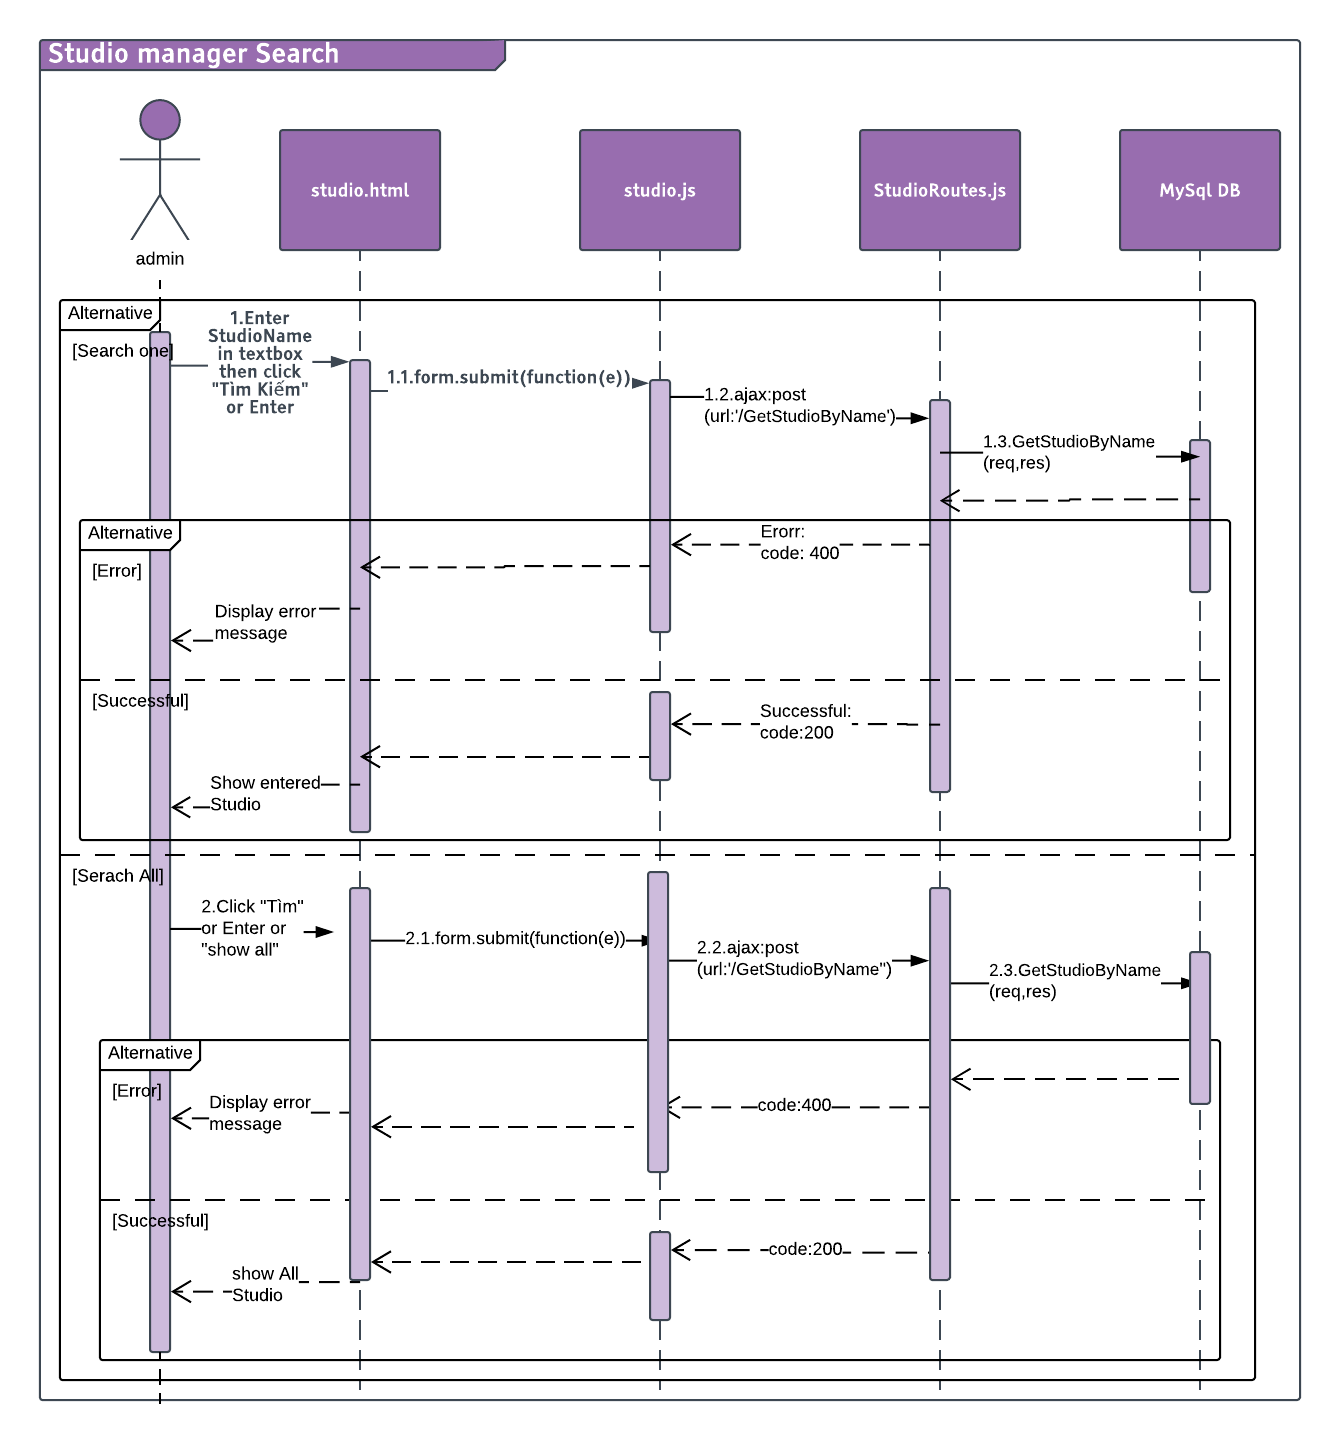 Studio manager Search
studio.html
studio.js
StudioRoutes.js
MySql DB
admin
Alternative
[Search one]
1.Enter
StudioName
in textbox
then click
"Tìm Kiếm"
or Enter
1.1.form.submit(function(e))
1.2.ajax:post
(url:'/GetStudioByName')
1.3.GetStudioByName
(req,res)
Alternative
[Error]
Erorr:
code: 400
Display error
message
[Successful]
Successful:
code:200
Show entered
Studio
[Serach All]
2.Click "Tìm"
or Enter or
"show all"
2.1.form.submit(function(e))
2.2.ajax:post
(url:'/GetStudioByName")
2.3.GetStudioByName
(req,res)
Alternative
[Error]
Display error
message
code:400
[Successful]
code:200
show All
Studio